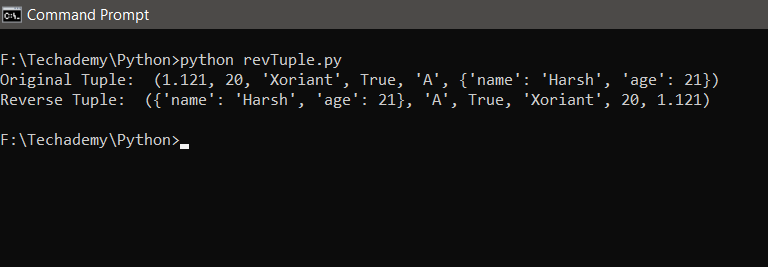 Command Prompt
F:\Techademy\Python>python revTuple.py
Original Tuple:  (1.121, 20, 'Xoriant', True, 'A', {'name': 'Harsh', 'age': 21})
Reverse Tuple:  ({'name': 'Harsh', 'age': 21}, 'A', True, 'Xoriant', 20, 1.121)
F:\Techademy\Python>